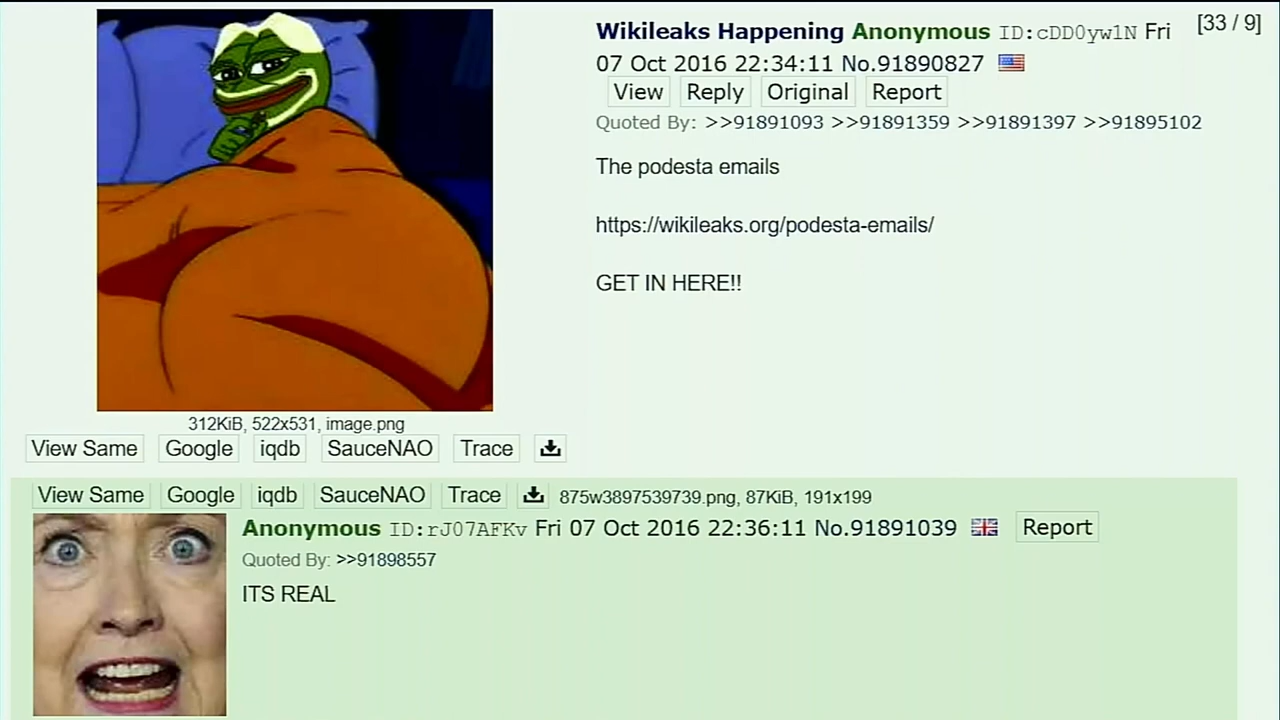 Wikileaks Happening Anonymous ID:cDD0yw1N Fri [33 / 9]
07 Oct 2016 22:34:11 No.91890827
View Reply Original Report
Quoted By: >>91891093 >>91891359 >>91891397 >>91895102
The podesta emails
https://wikileaks.org/podesta-emails/
GET IN HERE!!
312KiB, 522x531, image.png
View Same Google iqdb SauceNAO Trace
View Same Google iqdb SauceNAO Trace 875w3897539739.png, 87KiB, 191x199
Anonymous ID:rJ07AFKv Fri 07 Oct 2016 22:36:11 No.91891039 Report
Quoted By: >>91898557
ITS REAL